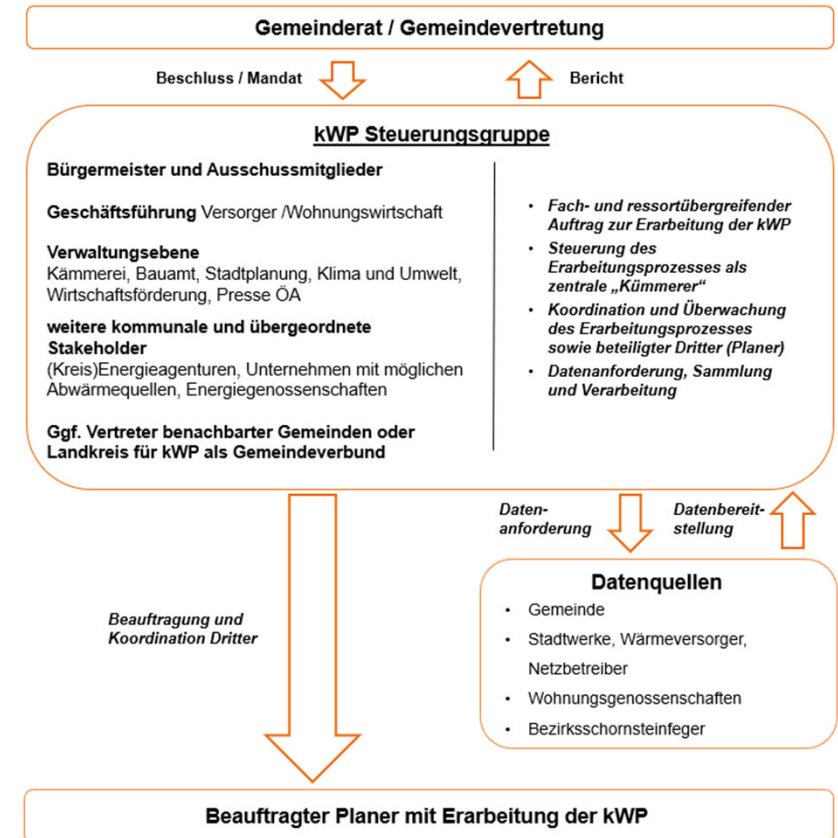 Gemeinderat / Gemeindevertretung
Beschluss / Mandat
Bericht
kWP Steuerungsgruppe
Bürgermeister und Ausschussmitglieder
Geschäftsführung Versorger /Wohnungswirtschaft
Verwaltungsebene
Kämmerei, Bauamt, Stadtplanung, Klima und Umwelt,
Wirtschaftsförderung, Presse ÖA
weitere kommunale und übergeordnete
Stakeholder
(Kreis)Energieagenturen, Unternehmen mit möglichen
Abwärmequellen, Energiegenossenschaften
Ggf. Vertreter benachbarter Gemeinden oder
Landkreis für kWP als Gemeindeverbund
• Fach- und ressortübergreifender
Auftrag zur Erarbeitung der kWP
• Steuerung des
Erarbeitungsprozesses als
zentrale „Kümmerer“
• Koordination und Überwachung
des Erarbeitungsprozesses
sowie beteiligter Dritter (Planer)
• Datenanforderung, Sammlung
und Verarbeitung
Daten-
anforderung
Datenbereit-
stellung
Beauftragung und
Koordination Dritter
Datenquellen
• Gemeinde
• Stadtwerke, Wärmeversorger,
Netzbetreiber
• Wohnungsgenossenschaften
• Bezirksschornsteinfeger
Beauftragter Planer mit Erarbeitung der kWP